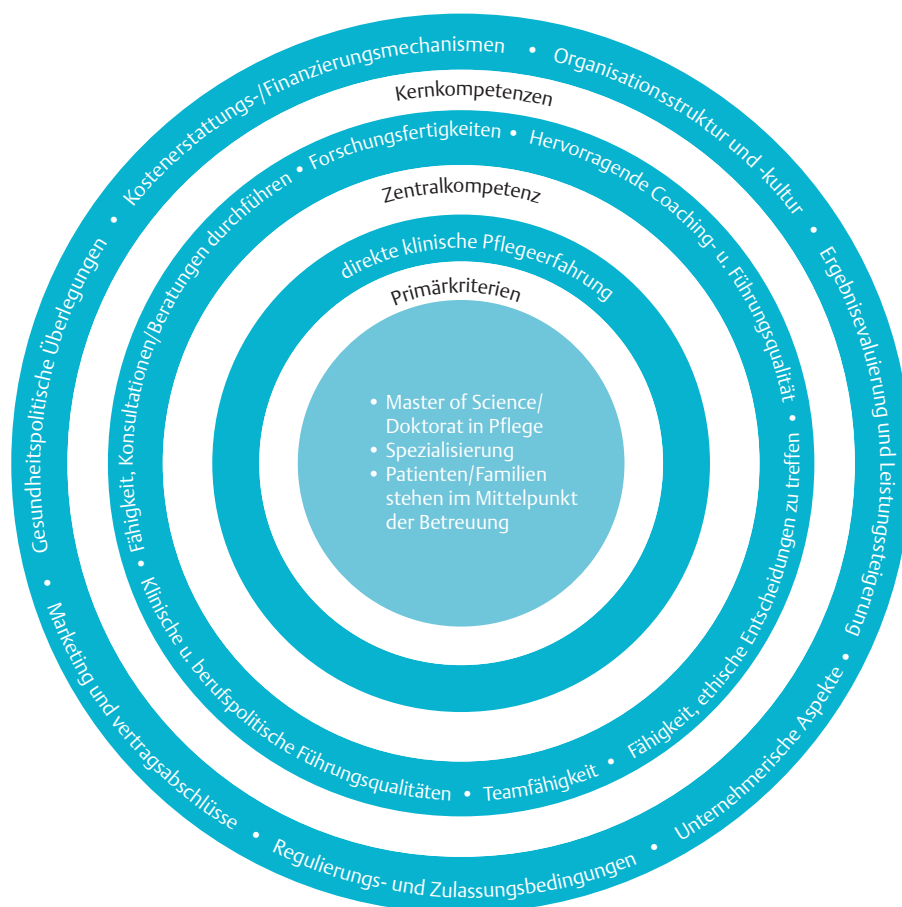 Gesundheitspolitische Überlegungen • Kostenerstattungs-/Finanzierungsmechanismen • Organisationsstruktur und -kultur • Ergebnisevaluierung und Leistungssteigerung • Unternehmerische Aspekte • Regulierungs- und Zulassungsbedingungen • Marketing und vertragsabschlüsse •
Kernkompetenzen
Fähigkeit, Konsultationen/Beratungen durchführen • Forschungsfertigkeiten • Hervorragende Coaching- u. Führungsqualität • Fähigkeit, ethische Entscheidungen zu treffen • Teamfähigkeit • Klinische u. berufspolitische Führungsqualitäten •
Zentralkompetenz
direkte klinische Pflegeerfahrung
Primärkriterien
• Master of Science/
Doktorat in Pflege
• Spezialisierung
• Patienten/Familien
stehen im Mittelpunkt
der Betreuung